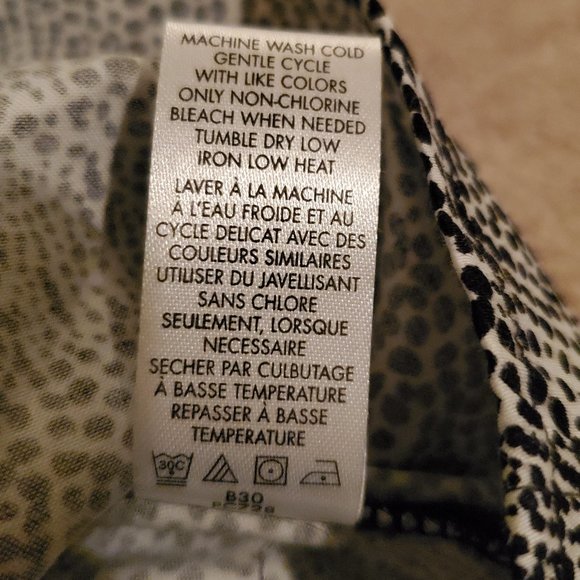 MACHINE WASH COLD
GENTLE CYCLE
WITH LIKE COLORS
ONLY NON-CHLORINE
BLEACH WHEN NEEDED
TUMBLE DRY LOW
IRON LOW HEAT
LAVER À LA MACHINE
À L'EAU FROIDE ET AU
CYCLE DELICAT AVEC DES
COULEURS SIMILAIRES
UTILISER DU JAVELLISANT
SANS CHLORE
SEULEMENT, LORSQUE
NECESSAIRE
SECHER PAR CULBUTAGE
À BASSE TEMPERATURE
REPASSER À BASSE
TEMPERATURE
30C
B30